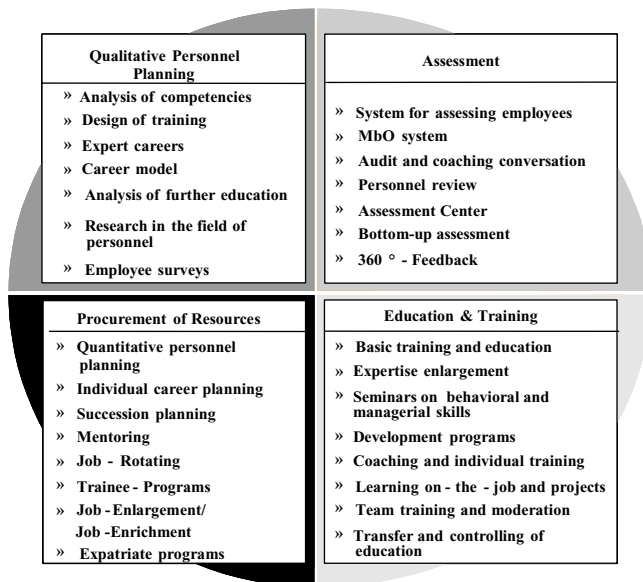 Qualitative Personnel
Planning
» Analysis of competencies
» Design of training
» Expert careers
» Career model
» Analysis of further education
» Research in the field of
personnel
» Employee surveys
Assessment
» System for assessing employees
» MbO system
» Audit and coaching conversation
» Personnel review
» Assessment Center
» Bottom-up assessment
» 360 ° - Feedback
Procurement of Resources
» Quantitative personnel
planning
» Individual career planning
» Succession planning
» Mentoring
» Job - Rotating
» Trainee - Programs
» Job - Enlargement/
Job -Enrichment
» Expatriate programs
Education & Training
» Basic training and education
» Expertise enlargement
» Seminars on behavioral and
managerial skills
» Development programs
» Coaching and individual training
» Learning on - the - job and projects
» Team training and moderation
» Transfer and controlling of
education